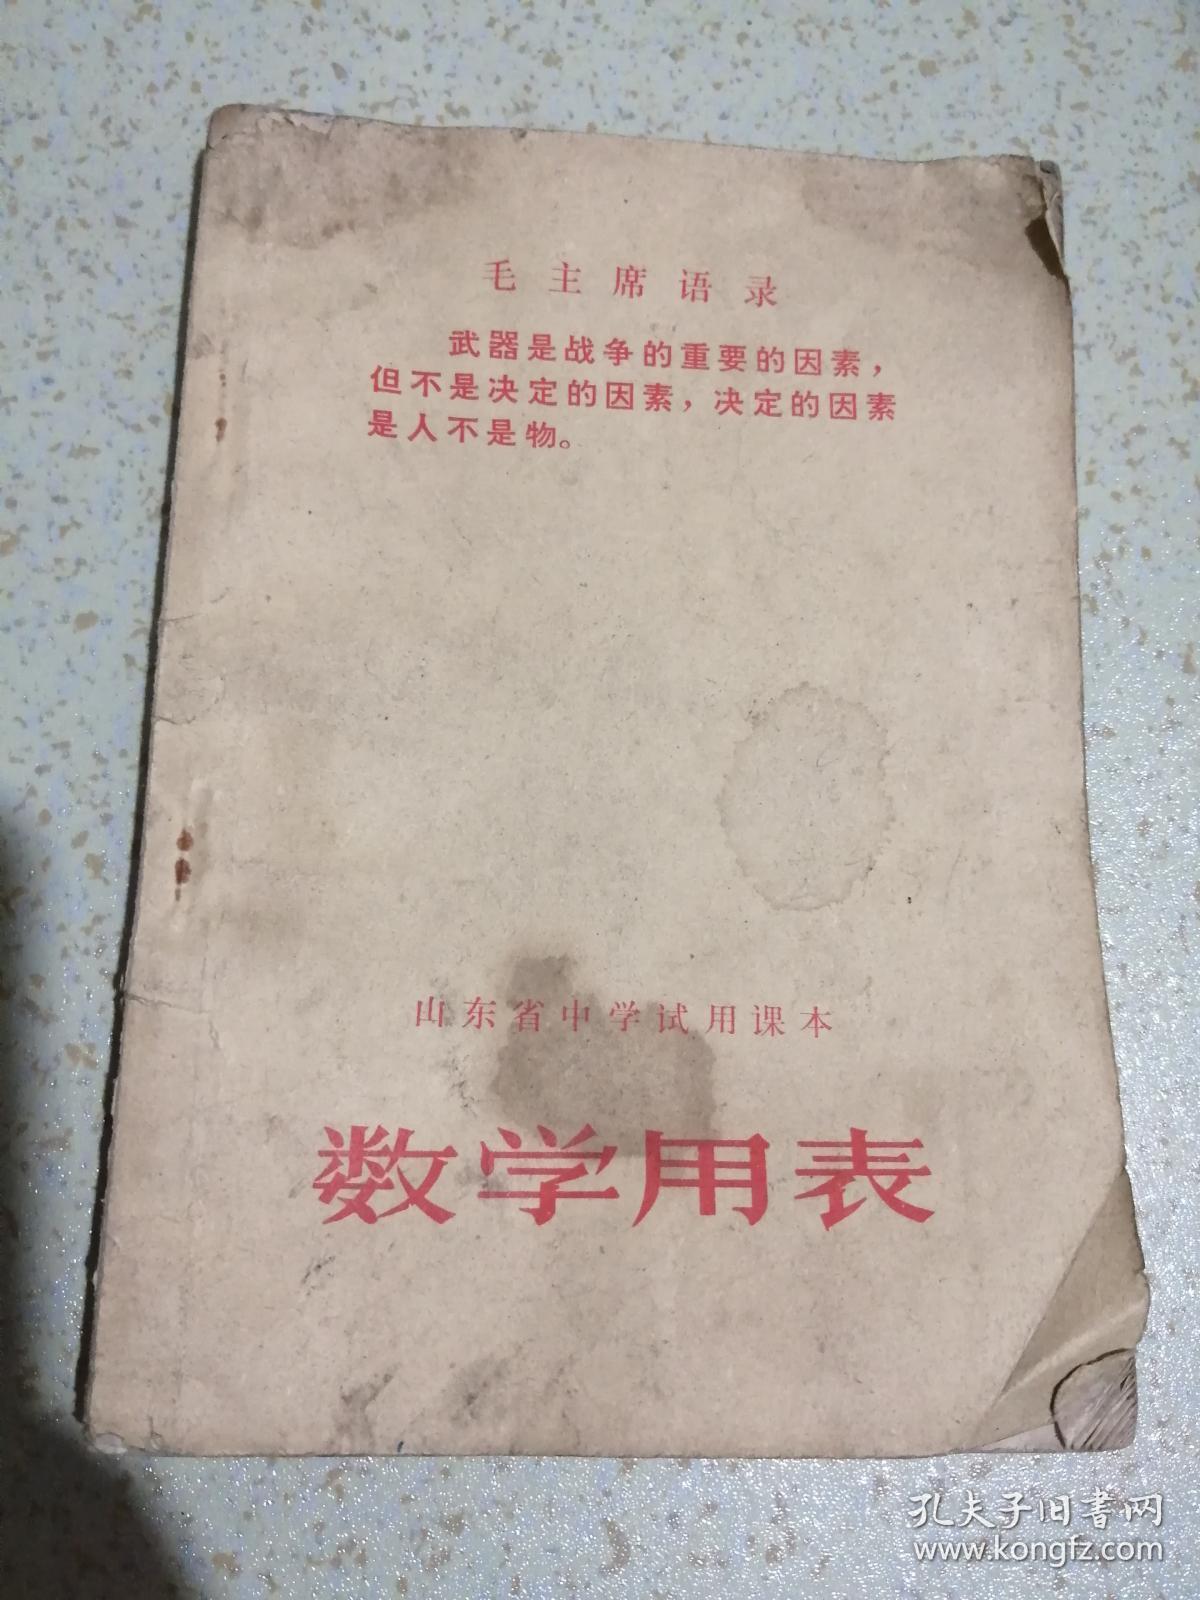 毛主席语录
武器是战争的重要的因素，
但不是决定的因素，决定的因素
是人不是物。
山东省中学试用课本
数学用表
孔夫子旧书网
www.kongfz.com